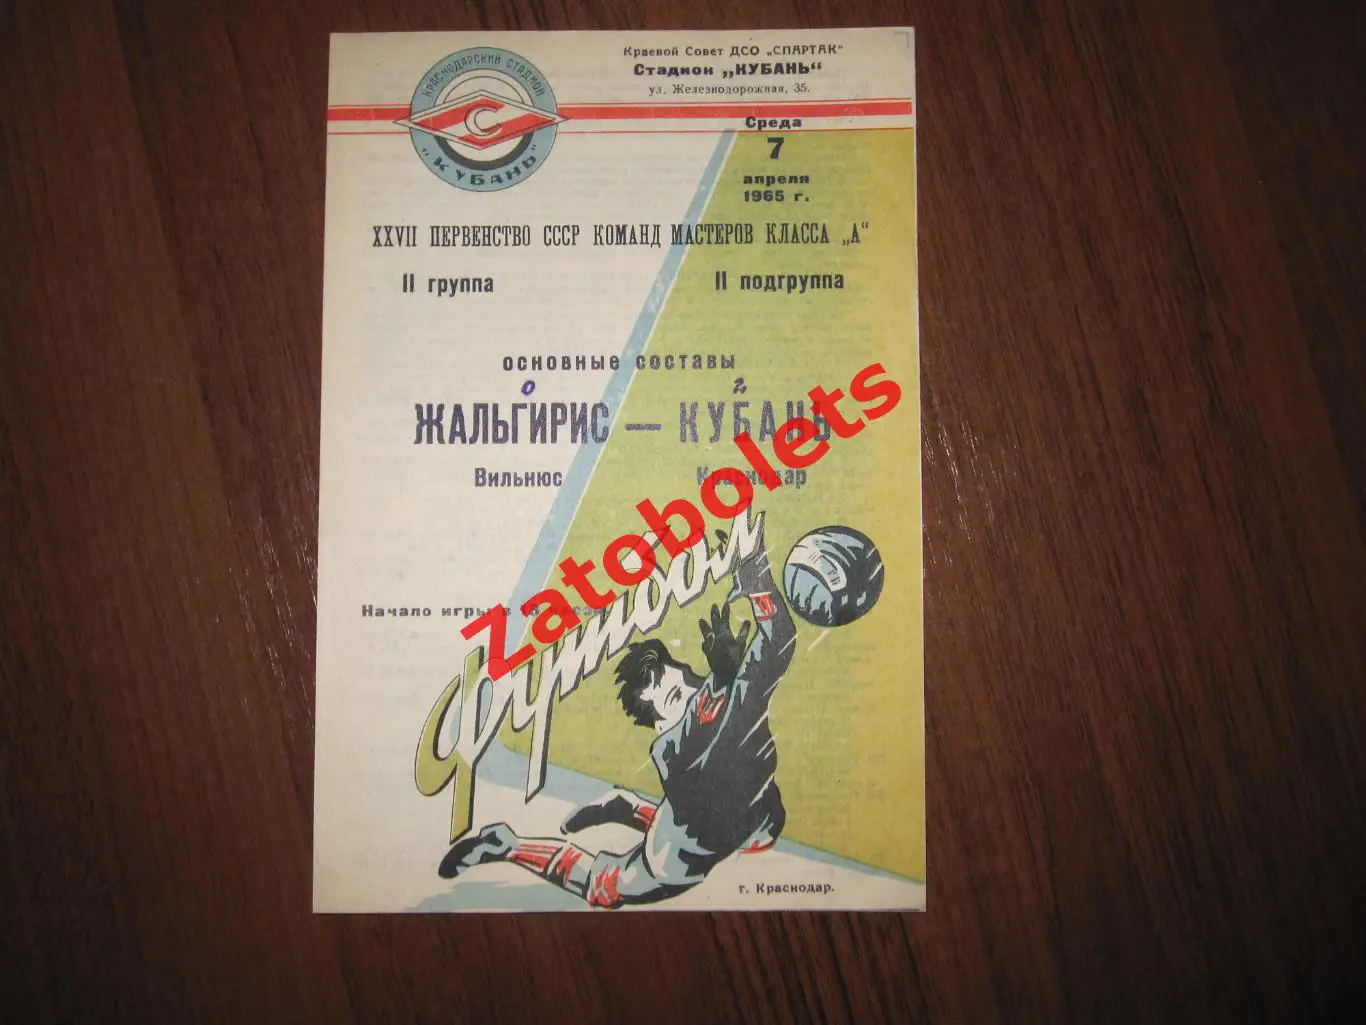 Краевой Совет ДСО „СПАРТАК“
Стадион „КУБАНЬ“
ул. Железнодорожная, 35.
КРАСНОДАРСКИЙ СТАДИОН
С
„КУБАНЬ“
Среда
7
апреля
1965 г.
XXVII ПЕРВЕНСТВО СССР КОМАНД МАСТЕРОВ КЛАССА „А“
II группа II подгруппа
основные составы
0 2
ЖАЛЬГИРИС — КУБАНЬ
Вильнюс Краснодар
Zatobolets
Футбол
Начало игры в
г. Краснодар.